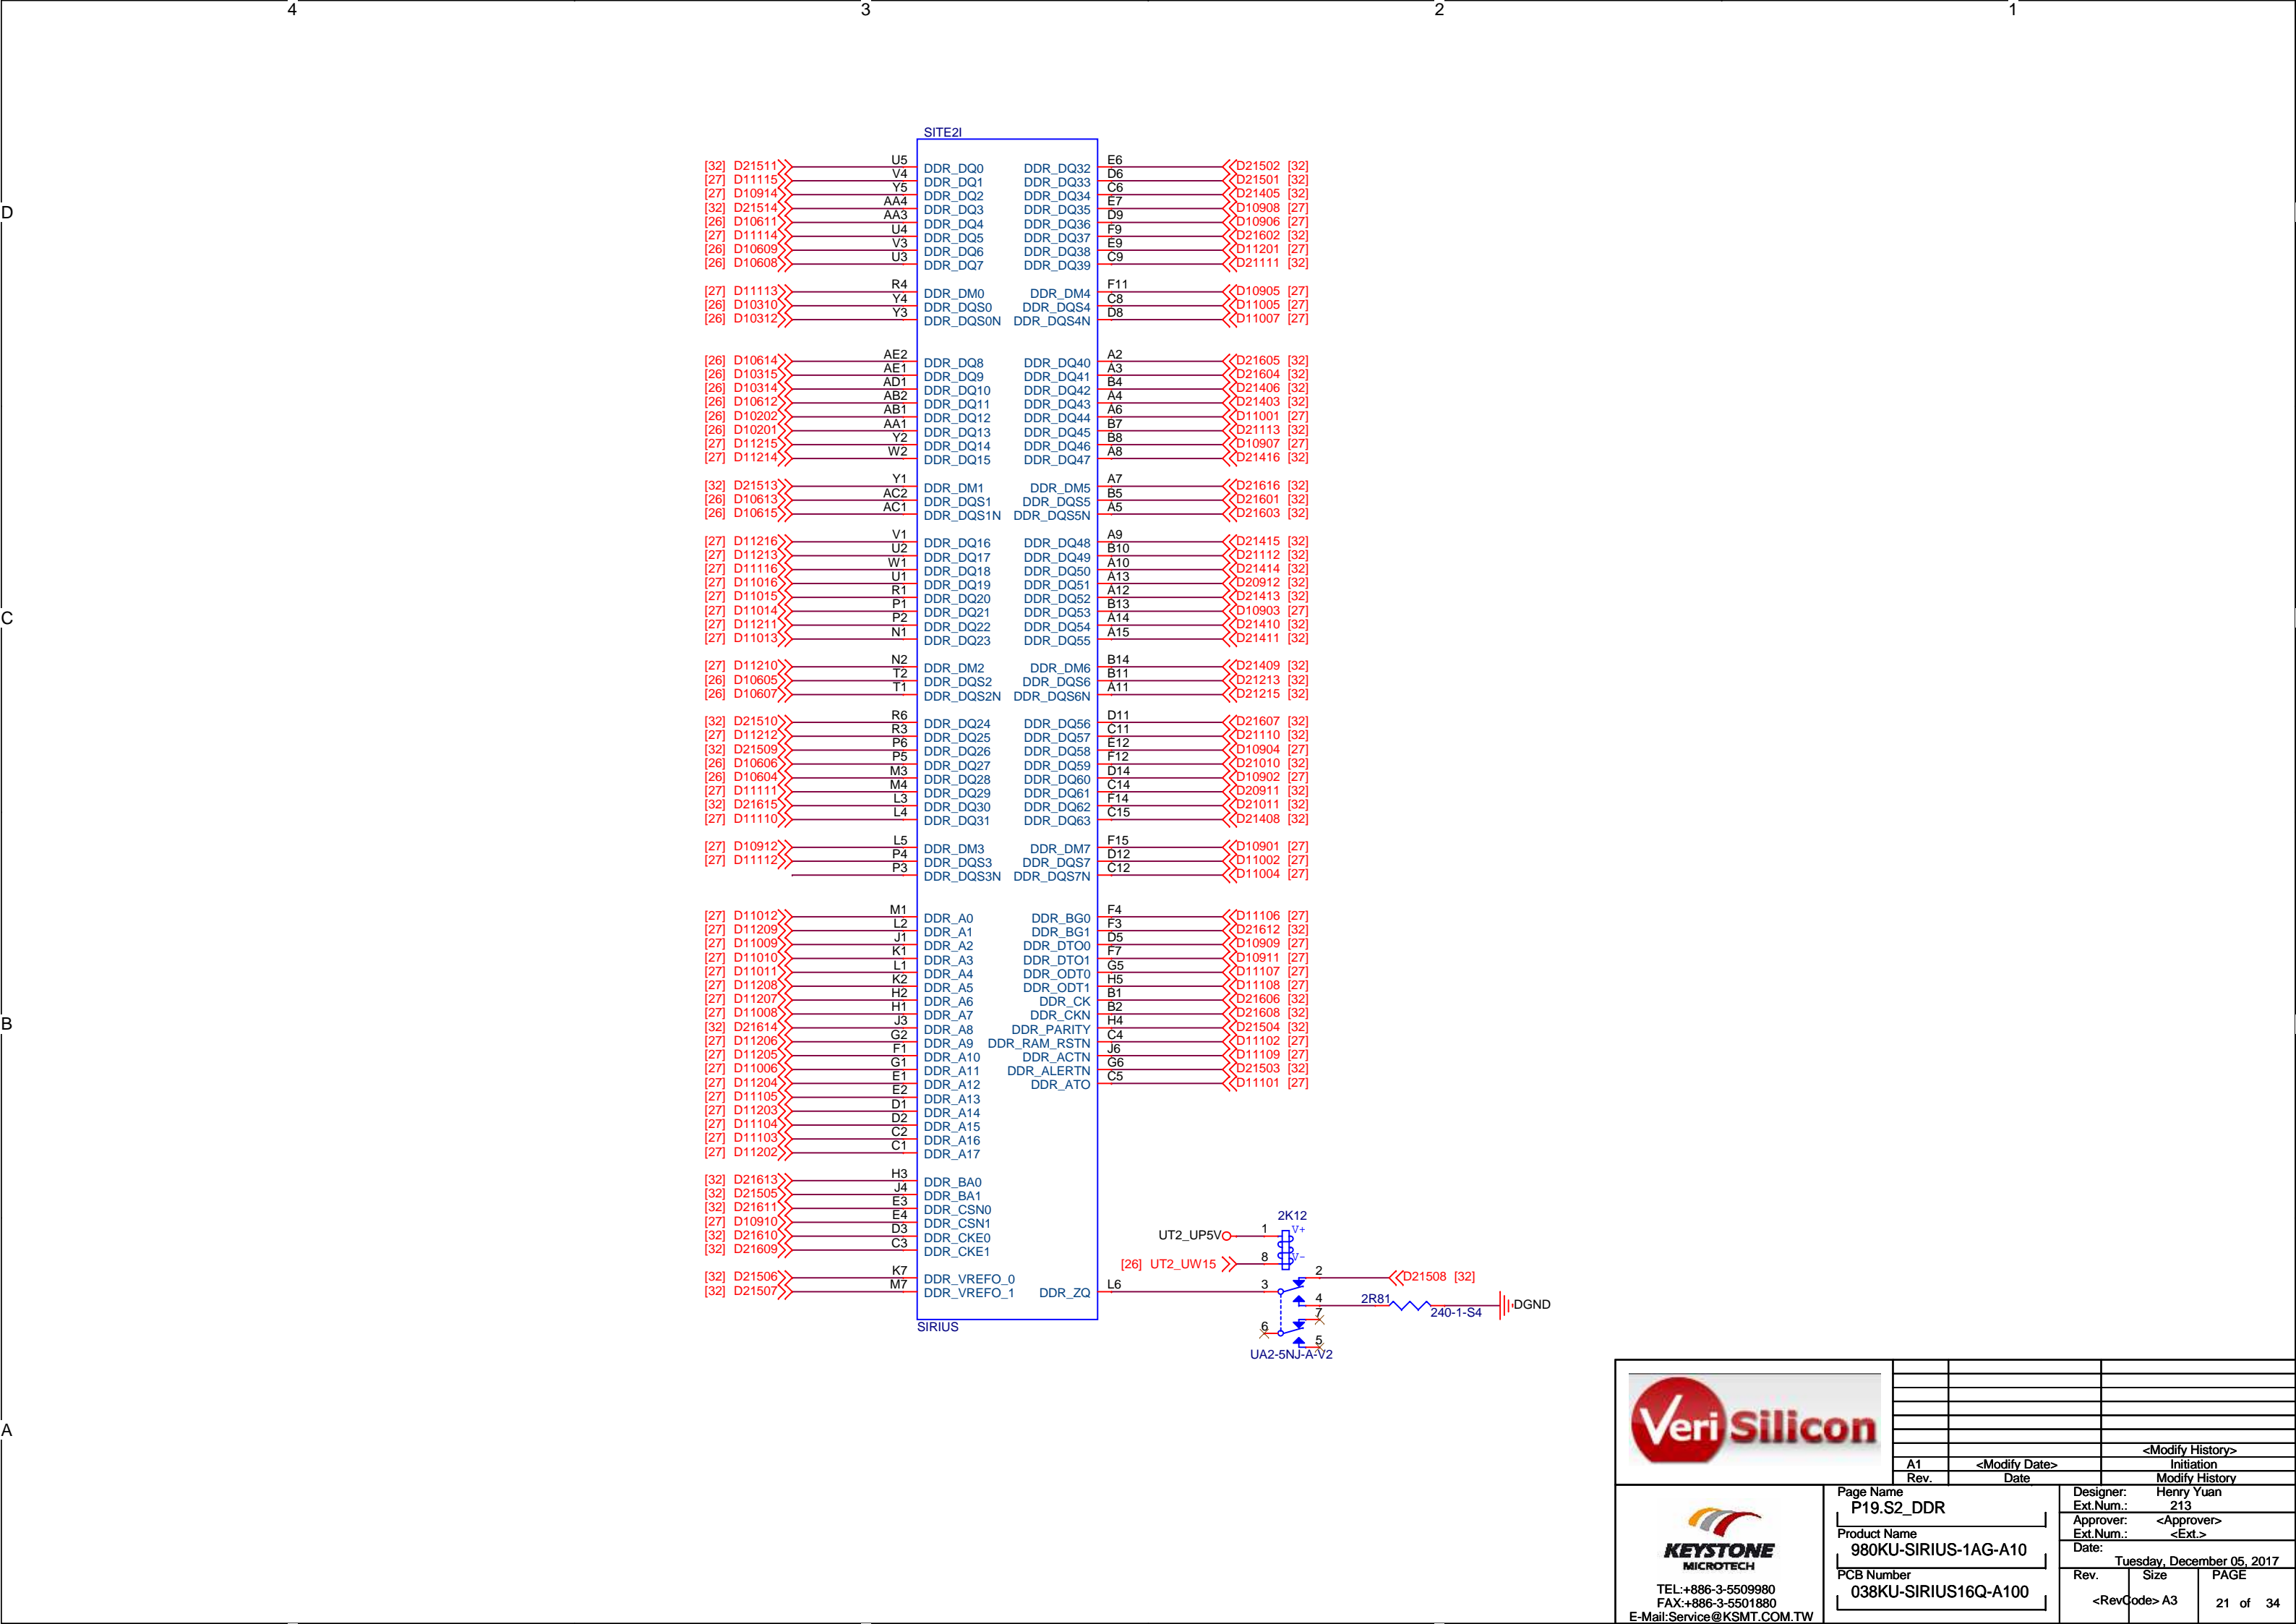 4 3 2 1
SITE2I
[32] D21511 U5 DDR_DQ0 DDR_DQ32 E6 D21502 [32]
[27] D11115 V4 DDR_DQ1 DDR_DQ33 D6 D21501 [32]
[27] D10914 Y5 DDR_DQ2 DDR_DQ34 C6 D21405 [32]
[32] D21514 AA4 DDR_DQ3 DDR_DQ35 E7 D10908 [27]
D
[26] D10611 AA3 DDR_DQ4 DDR_DQ36 D9 D10906 [27]
[27] D11114 U4 DDR_DQ5 DDR_DQ37 F9 D21602 [32]
[26] D10609 V3 DDR_DQ6 DDR_DQ38 E9 D11201 [27]
[26] D10608 U3 DDR_DQ7 DDR_DQ39 C9 D21111 [32]
[27] D11113 R4 DDR_DM0 DDR_DM4 F11 D10905 [27]
[26] D10310 Y4 DDR_DQS0 DDR_DQS4 C8 D11005 [27]
[26] D10312 Y3 DDR_DQS0N DDR_DQS4N D8 D11007 [27]
[26] D10614 AE2 DDR_DQ8 DDR_DQ40 A2 D21605 [32]
[26] D10315 AE1 DDR_DQ9 DDR_DQ41 A3 D21604 [32]
[26] D10314 AD1 DDR_DQ10 DDR_DQ42 B4 D21406 [32]
[26] D10612 AB2 DDR_DQ11 DDR_DQ43 A4 D21403 [32]
[26] D10202 AB1 DDR_DQ12 DDR_DQ44 A6 D11001 [27]
[26] D10201 AA1 DDR_DQ13 DDR_DQ45 B7 D21113 [32]
[27] D11215 Y2 DDR_DQ14 DDR_DQ46 B8 D10907 [27]
[27] D11214 W2 DDR_DQ15 DDR_DQ47 A8 D21416 [32]
[32] D21513 Y1 DDR_DM1 DDR_DM5 A7 D21616 [32]
[26] D10613 AC2 DDR_DQS1 DDR_DQS5 B5 D21601 [32]
[26] D10615 AC1 DDR_DQS1N DDR_DQS5N A5 D21603 [32]
[27] D11216 V1 DDR_DQ16 DDR_DQ48 A9 D21415 [32]
[27] D11213 U2 DDR_DQ17 DDR_DQ49 B10 D21112 [32]
[27] D11116 W1 DDR_DQ18 DDR_DQ50 A10 D21414 [32]
[27] D11016 U1 DDR_DQ19 DDR_DQ51 A13 D20912 [32]
[27] D11015 R1 DDR_DQ20 DDR_DQ52 A12 D21413 [32]
[27] D11014 P1 DDR_DQ21 DDR_DQ53 B13 D10903 [27]
C
[27] D11211 P2 DDR_DQ22 DDR_DQ54 A14 D21410 [32]
[27] D11013 N1 DDR_DQ23 DDR_DQ55 A15 D21411 [32]
[27] D11210 N2 DDR_DM2 DDR_DM6 B14 D21409 [32]
[26] D10605 T2 DDR_DQS2 DDR_DQS6 B11 D21213 [32]
[26] D10607 T1 DDR_DQS2N DDR_DQS6N A11 D21215 [32]
[32] D21510 R6 DDR_DQ24 DDR_DQ56 D11 D21607 [32]
[27] D11212 R3 DDR_DQ25 DDR_DQ57 C11 D21110 [32]
[32] D21509 P6 DDR_DQ26 DDR_DQ58 E12 D10904 [27]
[26] D10606 P5 DDR_DQ27 DDR_DQ59 F12 D21010 [32]
[26] D10604 M3 DDR_DQ28 DDR_DQ60 D14 D10902 [27]
[27] D11111 M4 DDR_DQ29 DDR_DQ61 C14 D20911 [32]
[32] D21615 L3 DDR_DQ30 DDR_DQ62 F14 D21011 [32]
[27] D11110 L4 DDR_DQ31 DDR_DQ63 C15 D21408 [32]
[27] D10912 L5 DDR_DM3 DDR_DM7 F15 D10901 [27]
[27] D11112 P4 DDR_DQS3 DDR_DQS7 D12 D11002 [27]
P3 DDR_DQS3N DDR_DQS7N C12 D11004 [27]
[27] D11012 M1 DDR_A0 DDR_BG0 F4 D11106 [27]
[27] D11209 L2 DDR_A1 DDR_BG1 F3 D21612 [32]
[27] D11009 J1 DDR_A2 DDR_DTO0 D5 D10909 [27]
[27] D11010 K1 DDR_A3 DDR_DTO1 F7 D10911 [27]
[27] D11011 L1 DDR_A4 DDR_ODT0 G5 D11107 [27]
[27] D11208 K2 DDR_A5 DDR_ODT1 H5 D11108 [27]
[27] D11207 H2 DDR_A6 DDR_CK B1 D21606 [32]
[27] D11008 H1 DDR_A7 DDR_CKN B2 D21608 [32]
B
[32] D21614 J3 DDR_A8 DDR_PARITY H4 D21504 [32]
[27] D11206 G2 DDR_A9 DDR_RAM_RSTN C4 D11102 [27]
[27] D11205 F1 DDR_A10 DDR_ACTN J6 D11109 [27]
[27] D11006 G1 DDR_A11 DDR_ALERTN G6 D21503 [32]
[27] D11204 E1 DDR_A12 DDR_ATO C5 D11101 [27]
[27] D11105 E2 DDR_A13
[27] D11203 D1 DDR_A14
[27] D11104 D2 DDR_A15
[27] D11103 C2 DDR_A16
[27] D11202 C1 DDR_A17
[32] D21613 H3 DDR_BA0
[32] D21505 J4 DDR_BA1
[32] D21611 E3 DDR_CSN0
[27] D10910 E4 DDR_CSN1
[32] D21610 D3 DDR_CKE0
[32] D21609 C3 DDR_CKE1
2K12
UT2_UP5V 1 V+
[26] UT2_UW15 8 V-
[32] D21506 K7 DDR_VREFO_0 2 D21508 [32]
[32] D21507 M7 DDR_VREFO_1 DDR_ZQ L6 3
4 2R81 240-1-S4 DGND
7
6
5
SIRIUS
UA2-5NJ-A-V2
A
VeriSilicon
<Modify History>
A1 <Modify Date> Initiation
Rev. Date Modify History
KEYSTONE
MICROTECH
TEL:+886-3-5509980
FAX:+886-3-5501880
E-Mail:Service@KSMT.COM.TW
Page Name
P19.S2_DDR
Product Name
980KU-SIRIUS-1AG-A10
PCB Number
038KU-SIRIUS16Q-A100
Designer: Henry Yuan
Ext.Num.: 213
Approver: <Approver>
Ext.Num.: <Ext.>
Date:
Tuesday, December 05, 2017
Rev. Size PAGE
<RevCode> A3 21 of 34